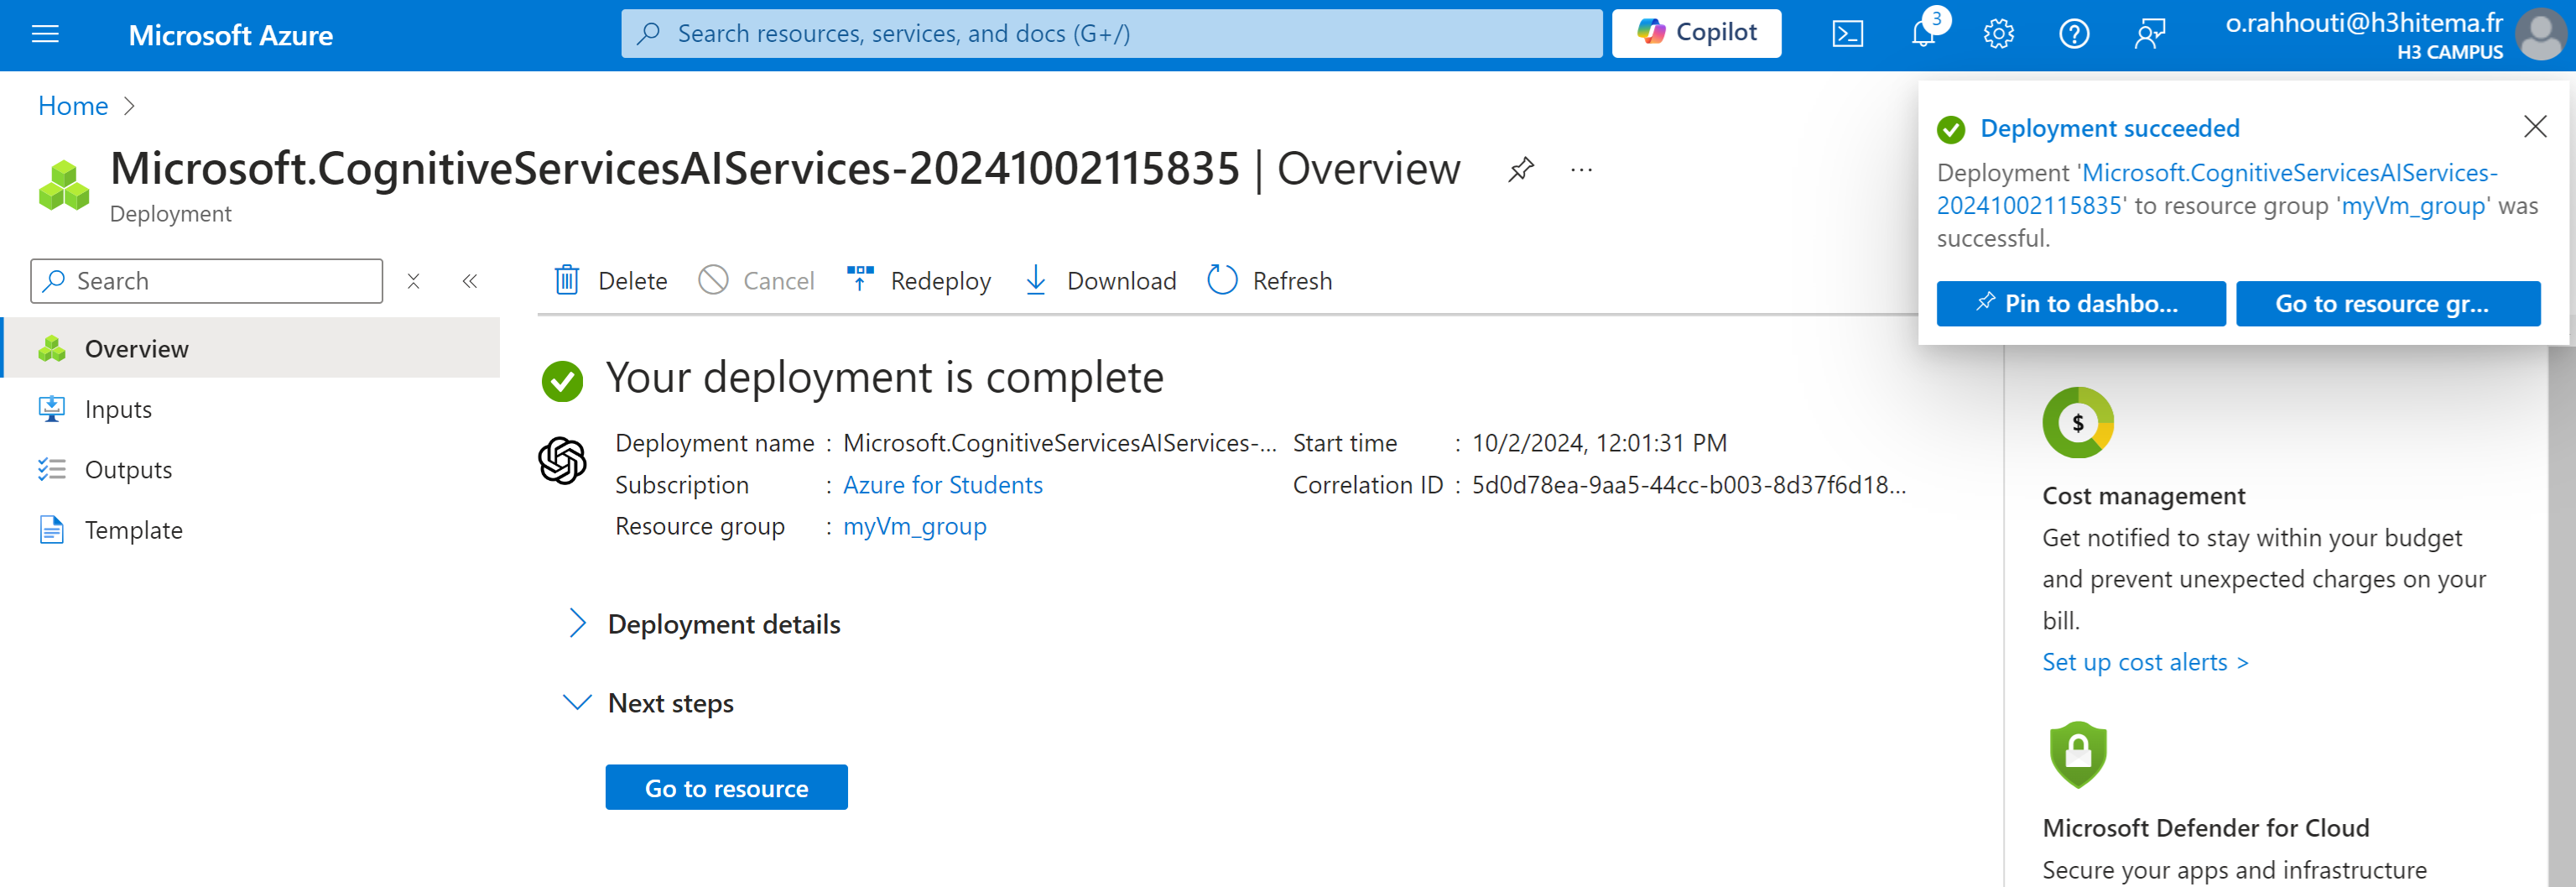 Microsoft Azure
Search resources, services, and docs (G+/)
Copilot
3
o.rahhouti@h3hitema.fr
H3 CAMPUS
Home
Microsoft.CognitiveServicesAIServices-20241002115835 | Overview
Deployment
Deployment succeeded
Deployment 'Microsoft.CognitiveServicesAIServices-
20241002115835' to resource group 'myVm_group' was
successful.
Pin to dashbo...
Go to resource gr...
Search
Delete
Cancel
Redeploy
Download
Refresh
Overview
Inputs
Outputs
Template
Your deployment is complete
Deployment name : Microsoft.CognitiveServicesAIServices-...
Subscription : Azure for Students
Resource group : myVm_group
Start time : 10/2/2024, 12:01:31 PM
Correlation ID : 5d0d78ea-9aa5-44cc-b003-8d37f6d18...
Deployment details
Next steps
Go to resource
$
Cost management
Get notified to stay within your budget
and prevent unexpected charges on your
bill.
Set up cost alerts >
Microsoft Defender for Cloud
Secure your apps and infrastructure